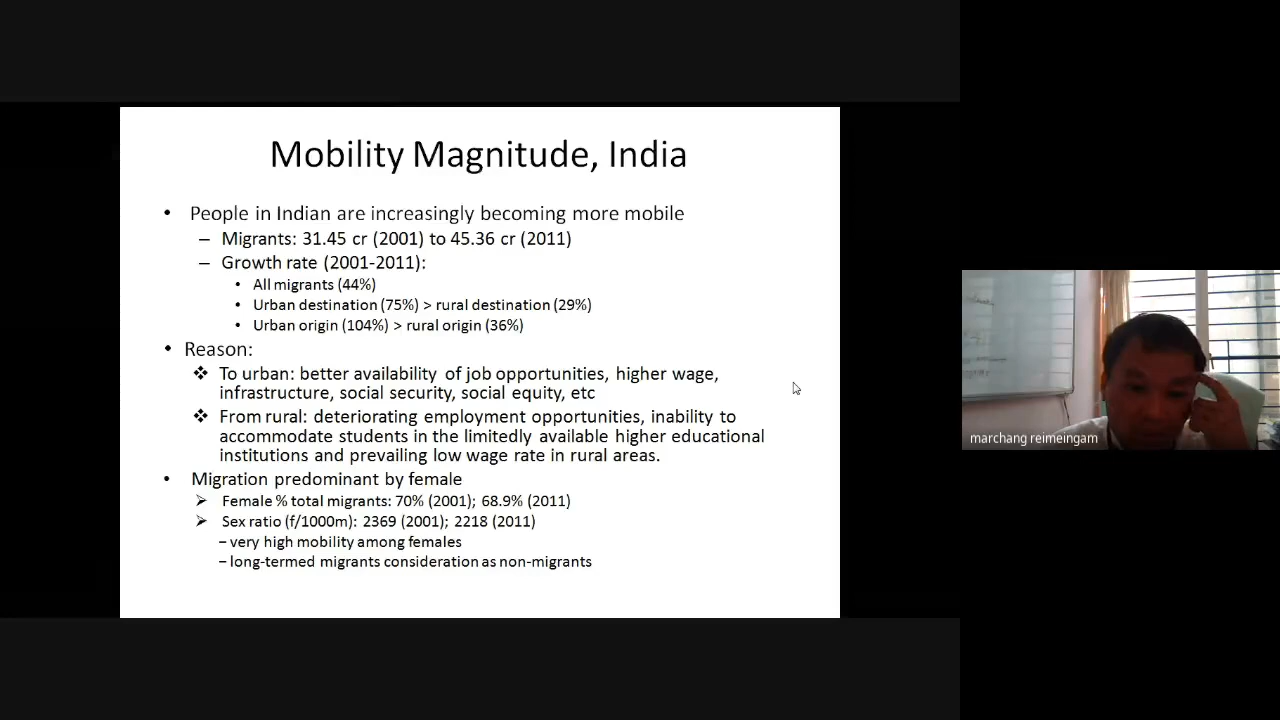 Mobility Magnitude, India
• People in Indian are increasingly becoming more mobile
– Migrants: 31.45 cr (2001) to 45.36 cr (2011)
– Growth rate (2001-2011):
• All migrants (44%)
• Urban destination (75%) > rural destination (29%)
• Urban origin (104%) > rural origin (36%)
• Reason:
❖ To urban: better availability of job opportunities, higher wage,
infrastructure, social security, social equity, etc
❖ From rural: deteriorating employment opportunities, inability to
accommodate students in the limitedly available higher educational
institutions and prevailing low wage rate in rural areas.
• Migration predominant by female
➢ Female % total migrants: 70% (2001); 68.9% (2011)
➢ Sex ratio (f/1000m): 2369 (2001); 2218 (2011)
– very high mobility among females
– long-termed migrants consideration as non-migrants
marchang reimeingam